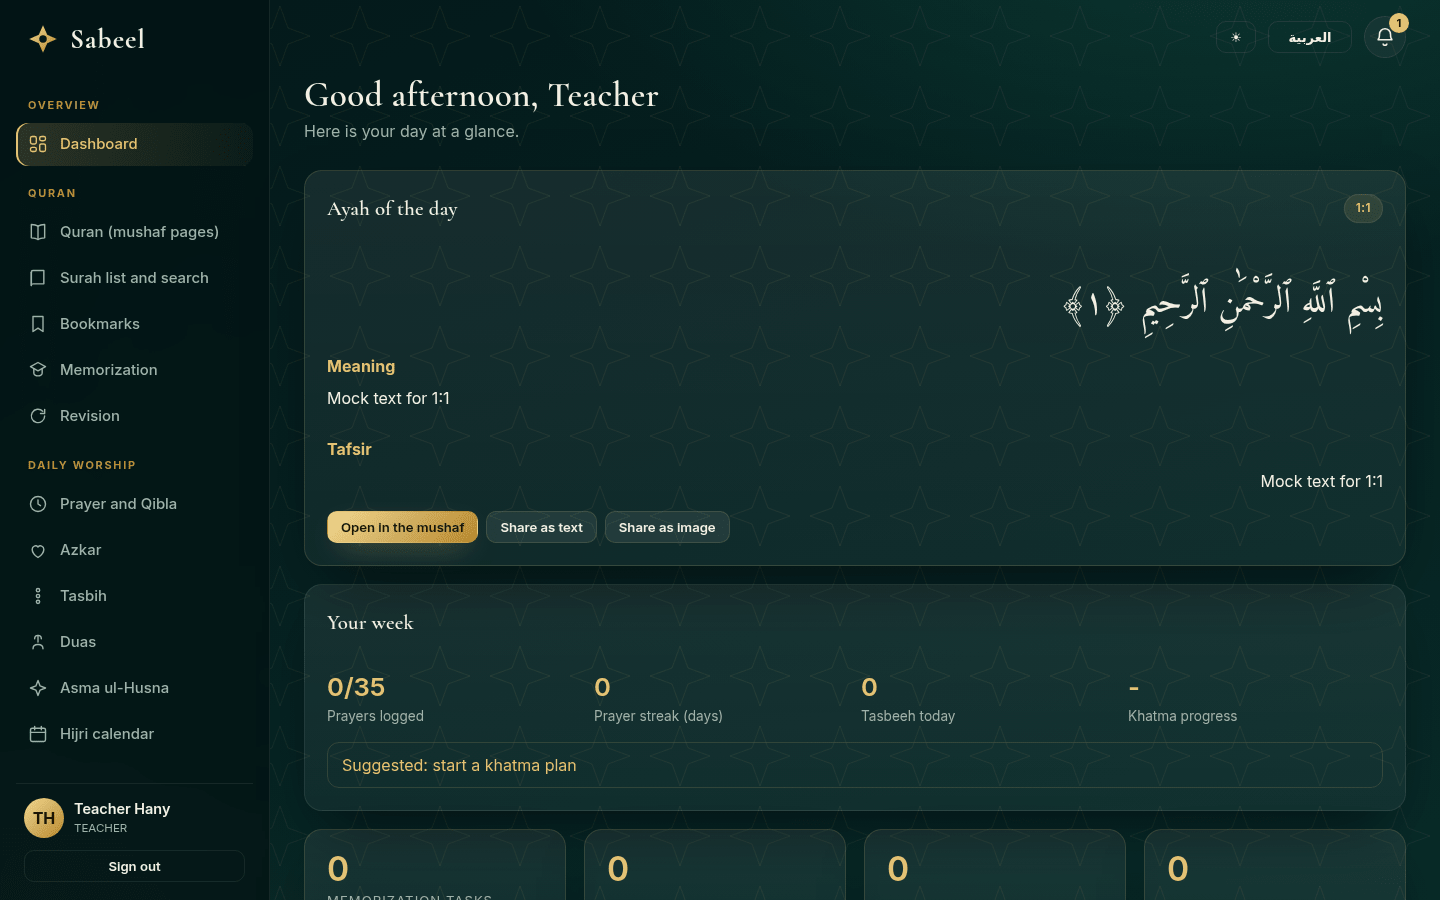 Sabeel
OVERVIEW
Dashboard
QURAN
Quran (mushaf pages)
Surah list and search
Bookmarks
Memorization
Revision
DAILY WORSHIP
Prayer and Qibla
Azkar
Tasbih
Duas
Asma ul-Husna
Hijri calendar
TH
Teacher Hany
TEACHER
Sign out
العربية
1
Good afternoon, Teacher
Here is your day at a glance.
Ayah of the day
1:1
بِسْمِ ٱللَّهِ ٱلرَّحْمَٰنِ ٱلرَّحِيمِ ﴿١﴾
Meaning
Mock text for 1:1
Tafsir
Mock text for 1:1
Open in the mushaf
Share as text
Share as image
Your week
0/35
Prayers logged
0
Prayer streak (days)
0
Tasbeeh today
-
Khatma progress
Suggested: start a khatma plan
0
MEMORIZATION TASKS
0
0
0